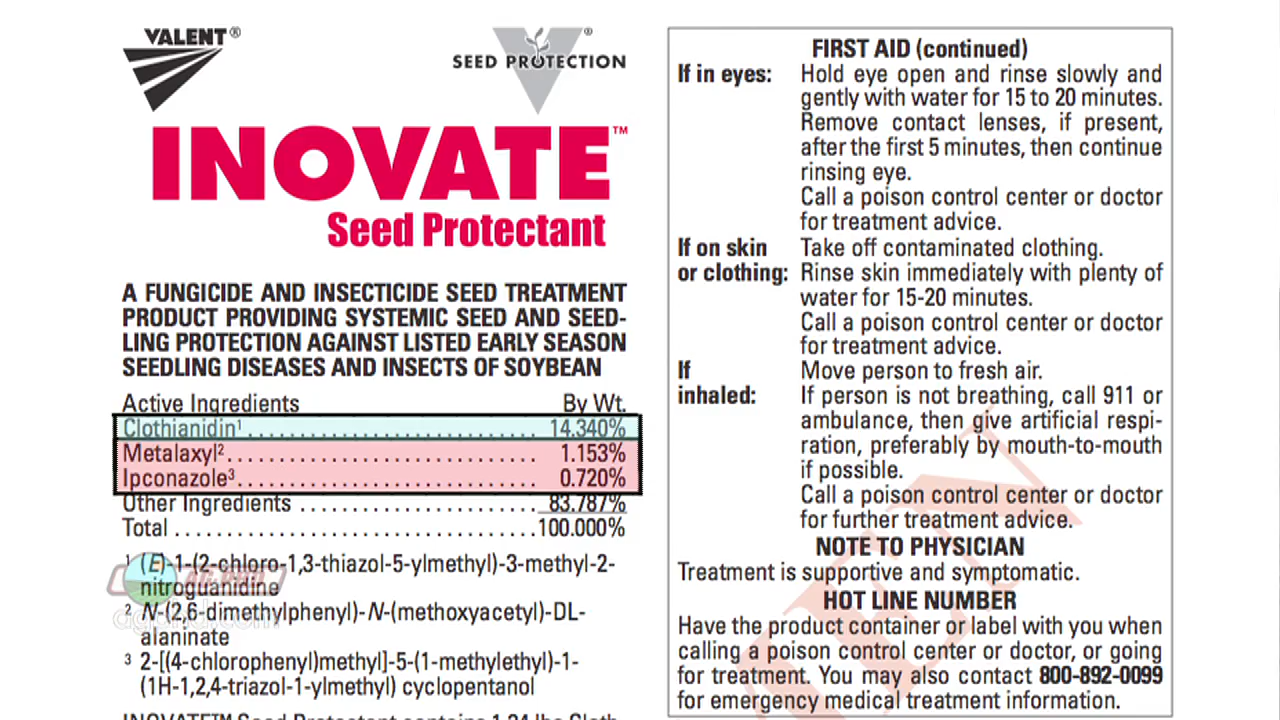 VALENT®
SEED PROTECTION ®
INOVATE™
Seed Protectant
A FUNGICIDE AND INSECTICIDE SEED TREATMENT
PRODUCT PROVIDING SYSTEMIC SEED AND SEED-
LING PROTECTION AGAINST LISTED EARLY SEASON
SEEDLING DISEASES AND INSECTS OF SOYBEAN
Active Ingredients By Wt.
Clothianidin¹ . . . . . . . . . . . . . . . . . . . . . . . . . . . . 14.340%
Metalaxyl² . . . . . . . . . . . . . . . . . . . . . . . . . . . . . . 1.153%
Ipconazole³ . . . . . . . . . . . . . . . . . . . . . . . . . . . . . 0.720%
Other Ingredients . . . . . . . . . . . . . . . . . . . . . . . 83.787%
Total . . . . . . . . . . . . . . . . . . . . . . . . . . . . . . . . . . . 100.000%
¹ (E)-1-(2-chloro-1,3-thiazol-5-ylmethyl)-3-methyl-2-
nitroguanidine
² N-(2,6-dimethylphenyl)-N-(methoxyacetyl)-DL-
alaninate
³ 2-[(4-chlorophenyl)methyl]-5-(1-methylethyl)-1-
(1H-1,2,4-triazol-1-ylmethyl) cyclopentanol
INOVATE™ Seed Protectant contains 1.24 lbs Cloth-
FIRST AID (continued)
If in eyes: Hold eye open and rinse slowly and
gently with water for 15 to 20 minutes.
Remove contact lenses, if present,
after the first 5 minutes, then continue
rinsing eye.
Call a poison control center or doctor
for treatment advice.
If on skin Take off contaminated clothing.
or clothing: Rinse skin immediately with plenty of
water for 15-20 minutes.
Call a poison control center or doctor
for treatment advice.
If Move person to fresh air.
inhaled: If person is not breathing, call 911 or
ambulance, then give artificial respi-
ration, preferably by mouth-to-mouth
if possible.
Call a poison control center or doctor
for further treatment advice.
NOTE TO PHYSICIAN
Treatment is supportive and symptomatic.
HOT LINE NUMBER
Have the product container or label with you when
calling a poison control center or doctor, or going
for treatment. You may also contact 800-892-0099
for emergency medical treatment information.